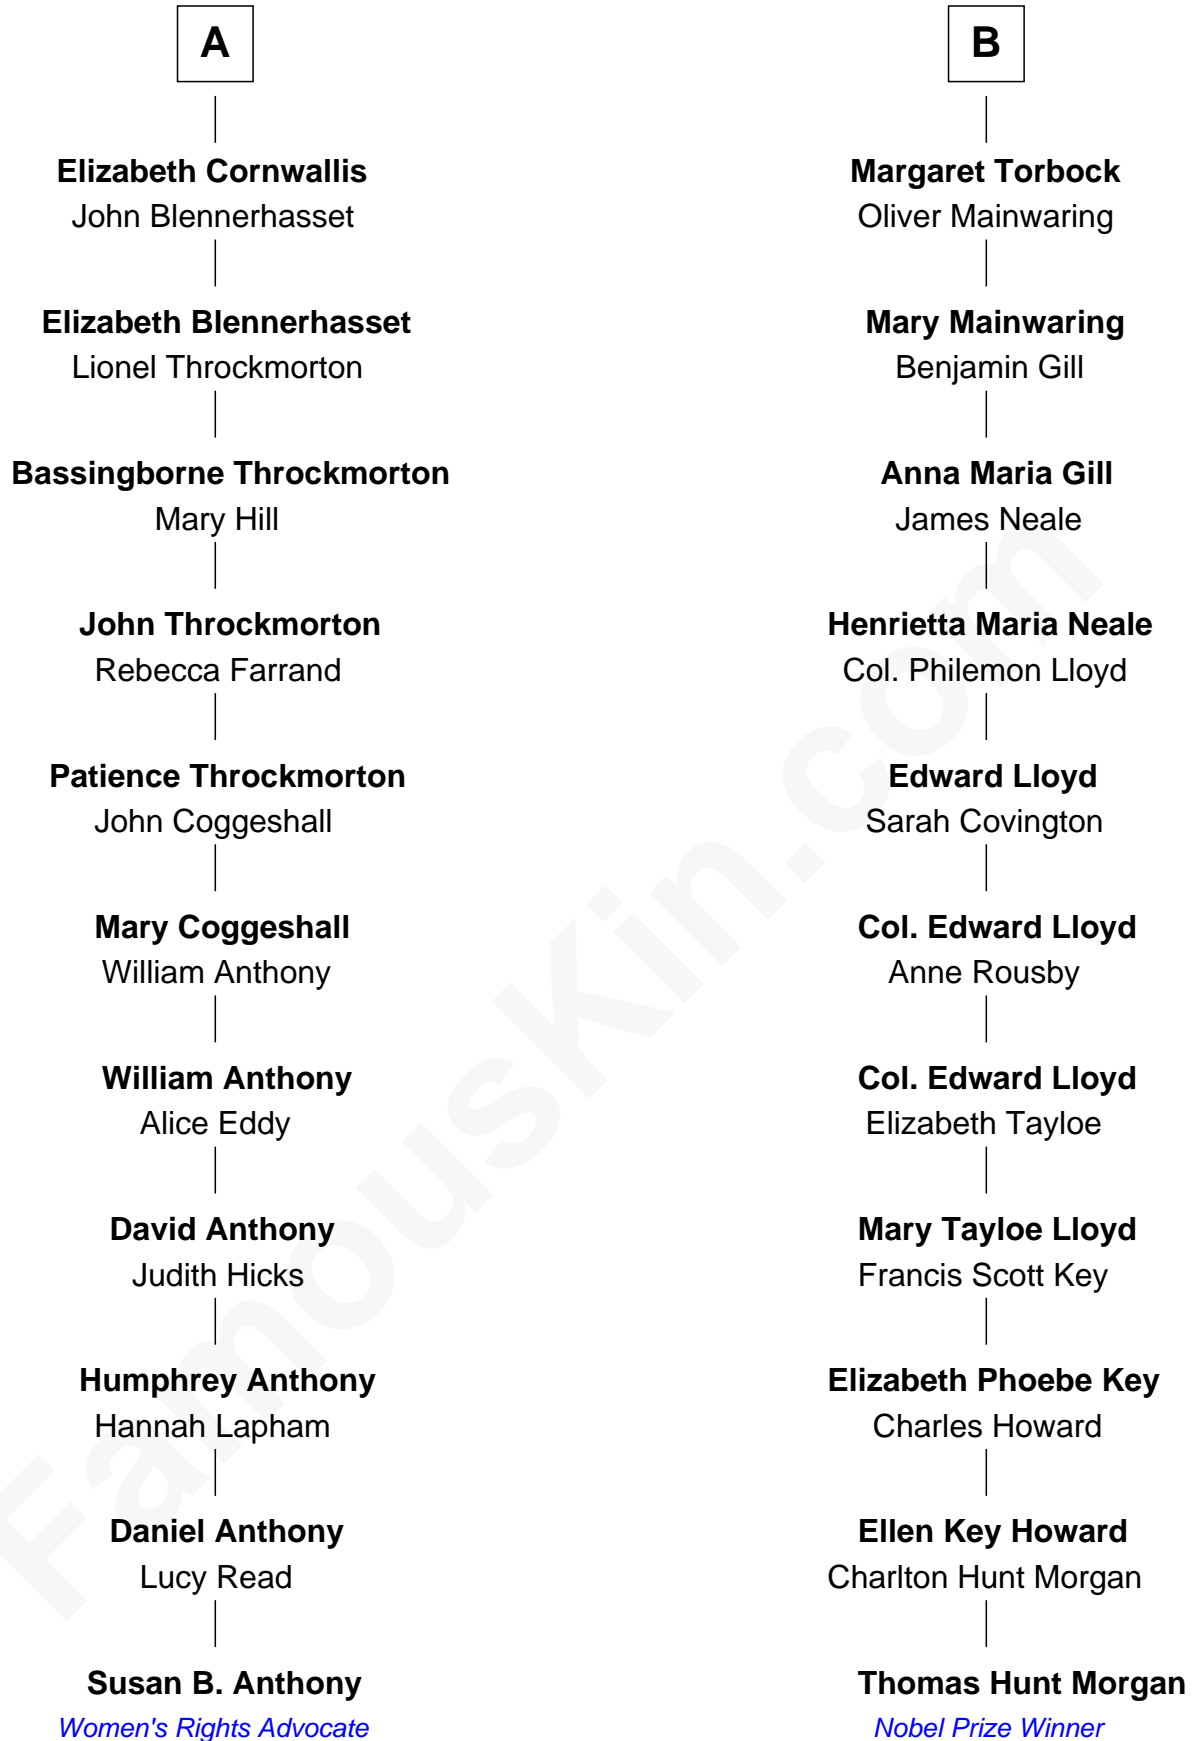 A
Elizabeth Cornwallis
John Blennerhasset
Elizabeth Blennerhasset
Lionel Throckmorton
Bassingborne Throckmorton
Mary Hill
John Throckmorton
Rebecca Farrand
Patience Throckmorton
John Coggeshall
Mary Coggeshall
William Anthony
William Anthony
Alice Eddy
David Anthony
Judith Hicks
Humphrey Anthony
Hannah Lapham
Daniel Anthony
Lucy Read
Susan B. Anthony
Women's Rights Advocate
B
Margaret Torbock
Oliver Mainwaring
Mary Mainwaring
Benjamin Gill
Anna Maria Gill
James Neale
Henrietta Maria Neale
Col. Philemon Lloyd
Edward Lloyd
Sarah Covington
Col. Edward Lloyd
Anne Rousby
Col. Edward Lloyd
Elizabeth Tayloe
Mary Tayloe Lloyd
Francis Scott Key
Elizabeth Phoebe Key
Charles Howard
Ellen Key Howard
Charlton Hunt Morgan
Thomas Hunt Morgan
Nobel Prize Winner
FamousKin.com